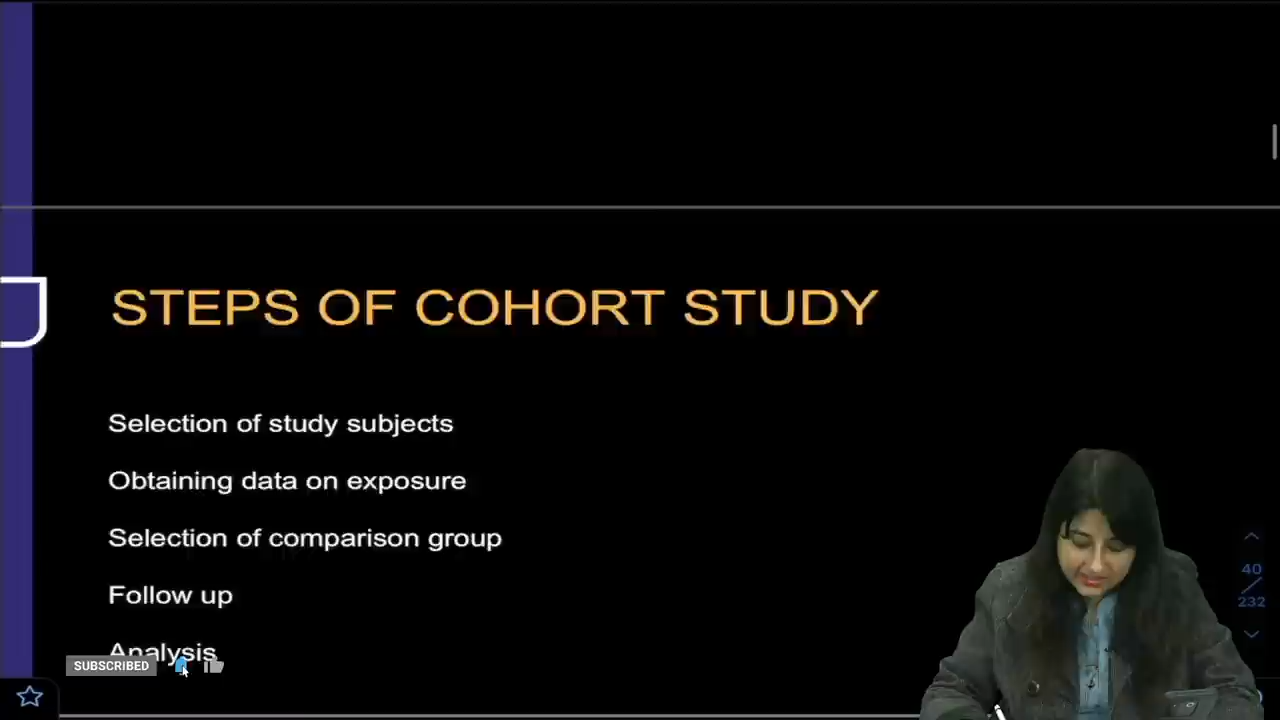 STEPS OF COHORT STUDY
Selection of study subjects
Obtaining data on exposure
Selection of comparison group
Follow up
Analysis
SUBSCRIBED
40
232